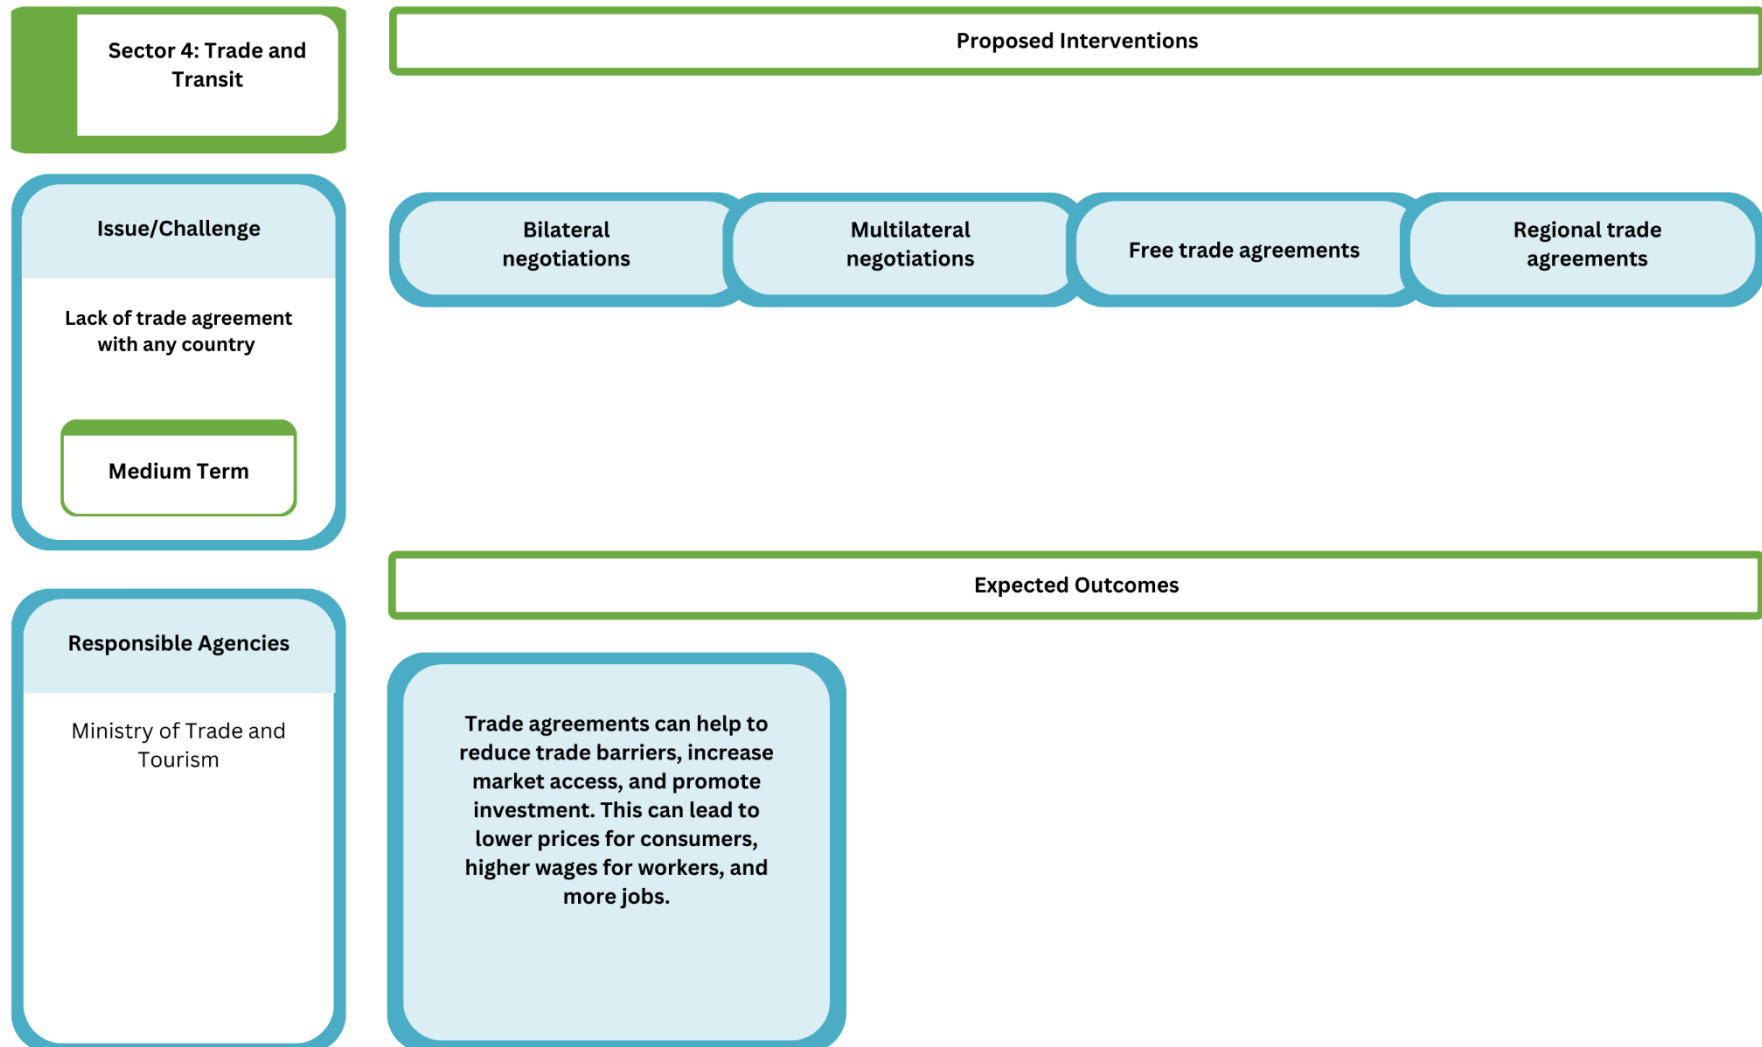 Sector 4: Trade and
Transit
Proposed Interventions
Issue/Challenge
Lack of trade agreement
with any country
Medium Term
Bilateral
negotiations
Multilateral
negotiations
Free trade agreements
Regional trade
agreements
Responsible Agencies
Ministry of Trade and
Tourism
Expected Outcomes
Trade agreements can help to
reduce trade barriers, increase
market access, and promote
investment. This can lead to
lower prices for consumers,
higher wages for workers, and
more jobs.